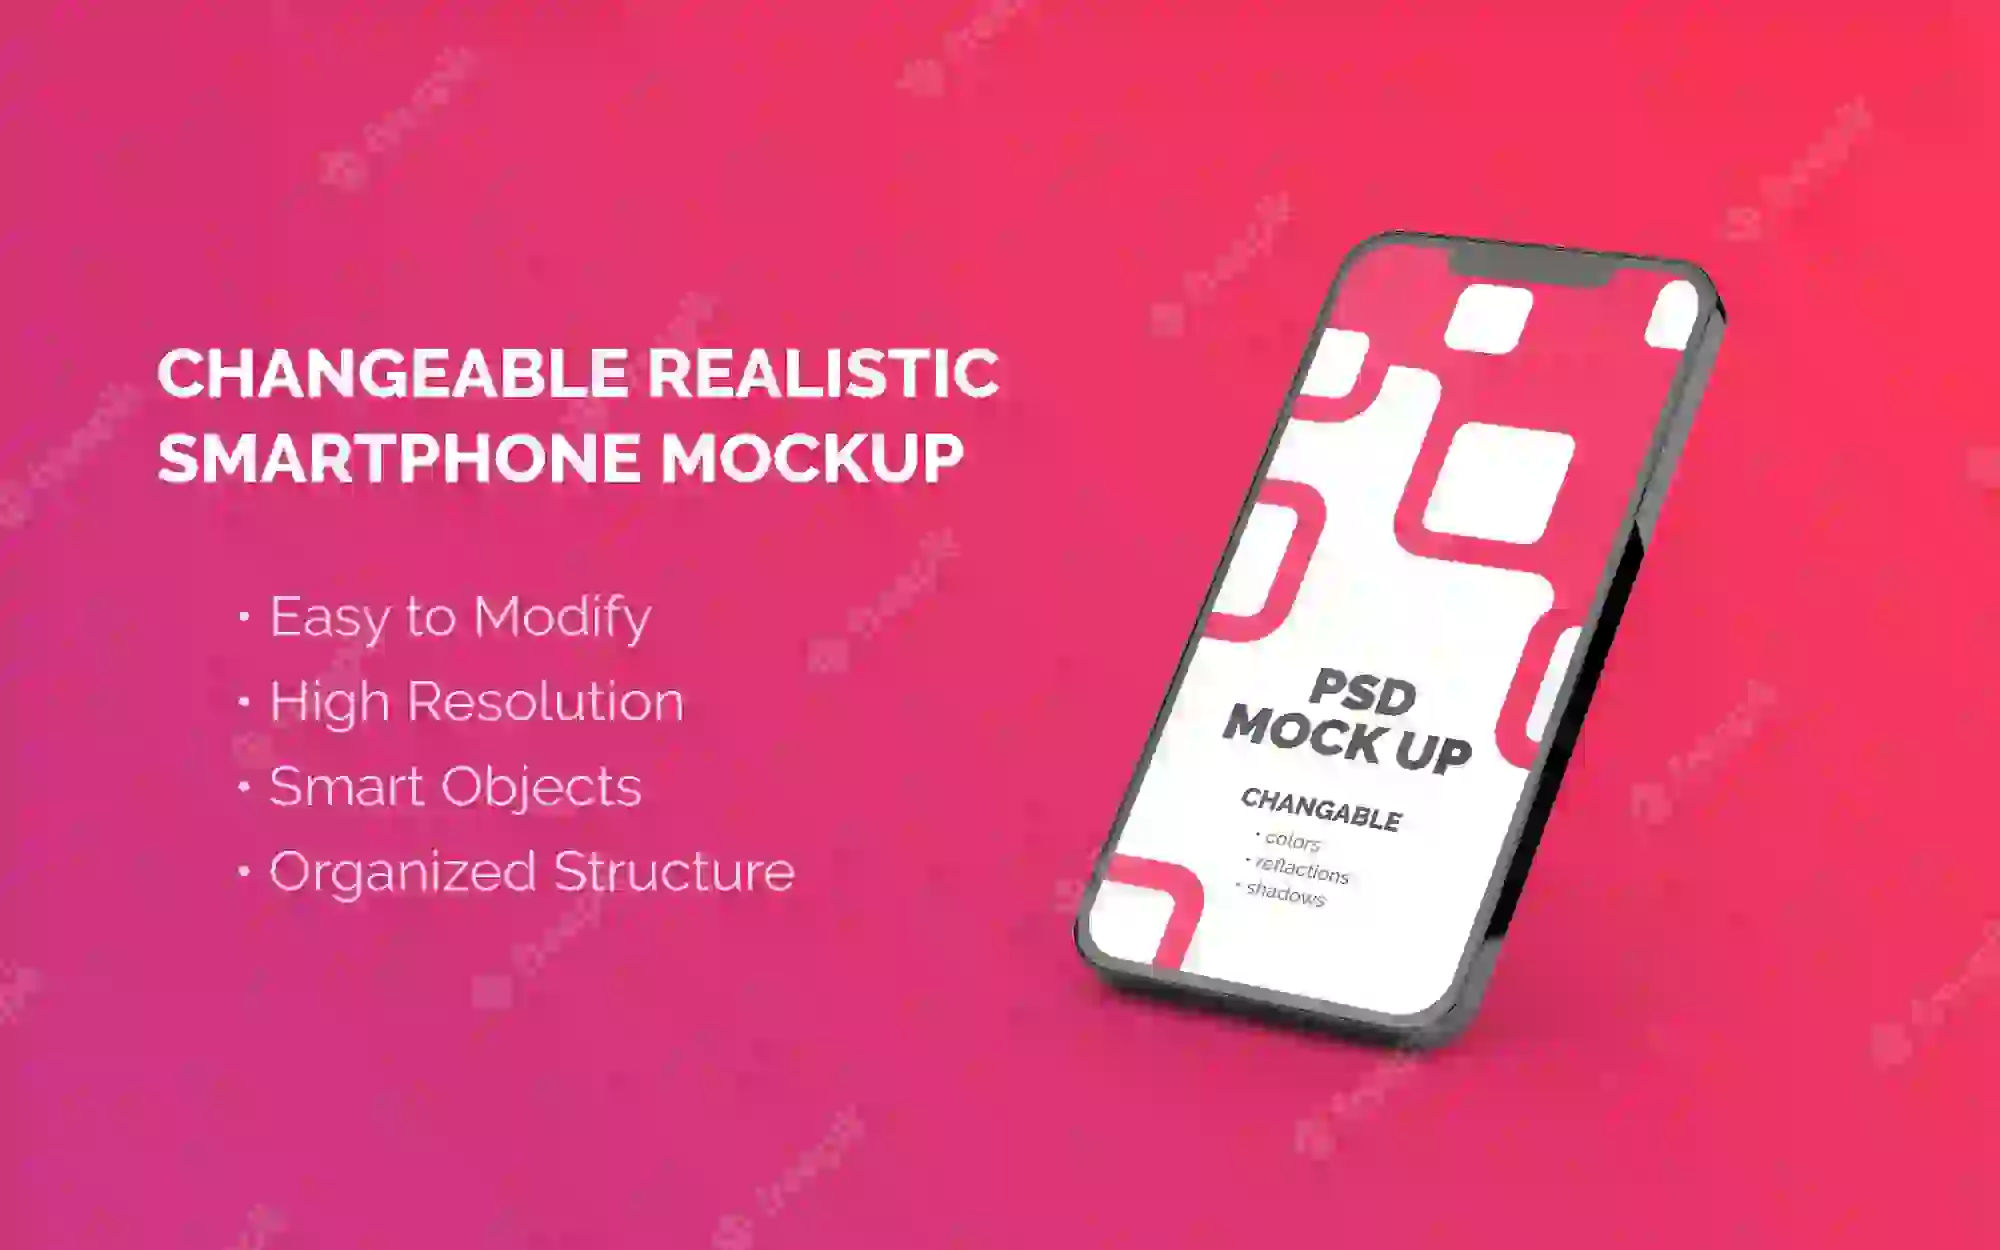 CHANGEABLE REALISTIC
SMARTPHONE MOCKUP
• Easy to Modify
• High Resolution
• Smart Objects
• Organized Structure
PSD
MOCK UP
CHANGABLE
• colors
• reflections
• shadows